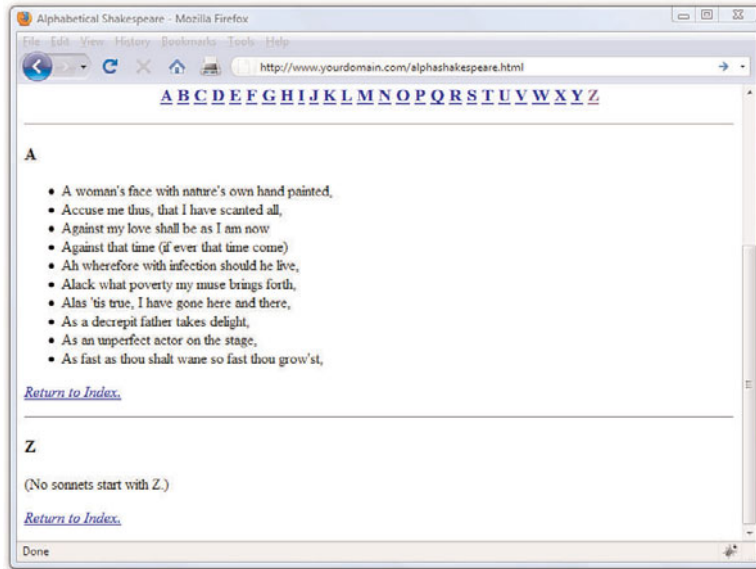 Alphabetical Shakespeare - Mozilla Firefox
File Edit View History Bookmarks Tools Help
http://www.yourdomain.com/alphashakespeare.html
A B C D E F G H I J K L M N O P Q R S T U V W X Y Z
A
• A woman's face with nature's own hand painted,
• Accuse me thus, that I have scanted all,
• Against my love shall be as I am now
• Against that time (if ever that time come)
• Ah wherefore with infection should he live,
• Alack what poverty my muse brings forth,
• Alas 'tis true, I have gone here and there,
• As a decrepit father takes delight,
• As an unperfect actor on the stage,
• As fast as thou shalt wane so fast thou grow'st,
Return to Index.
Z
(No sonnets start with Z.)
Return to Index.
Done